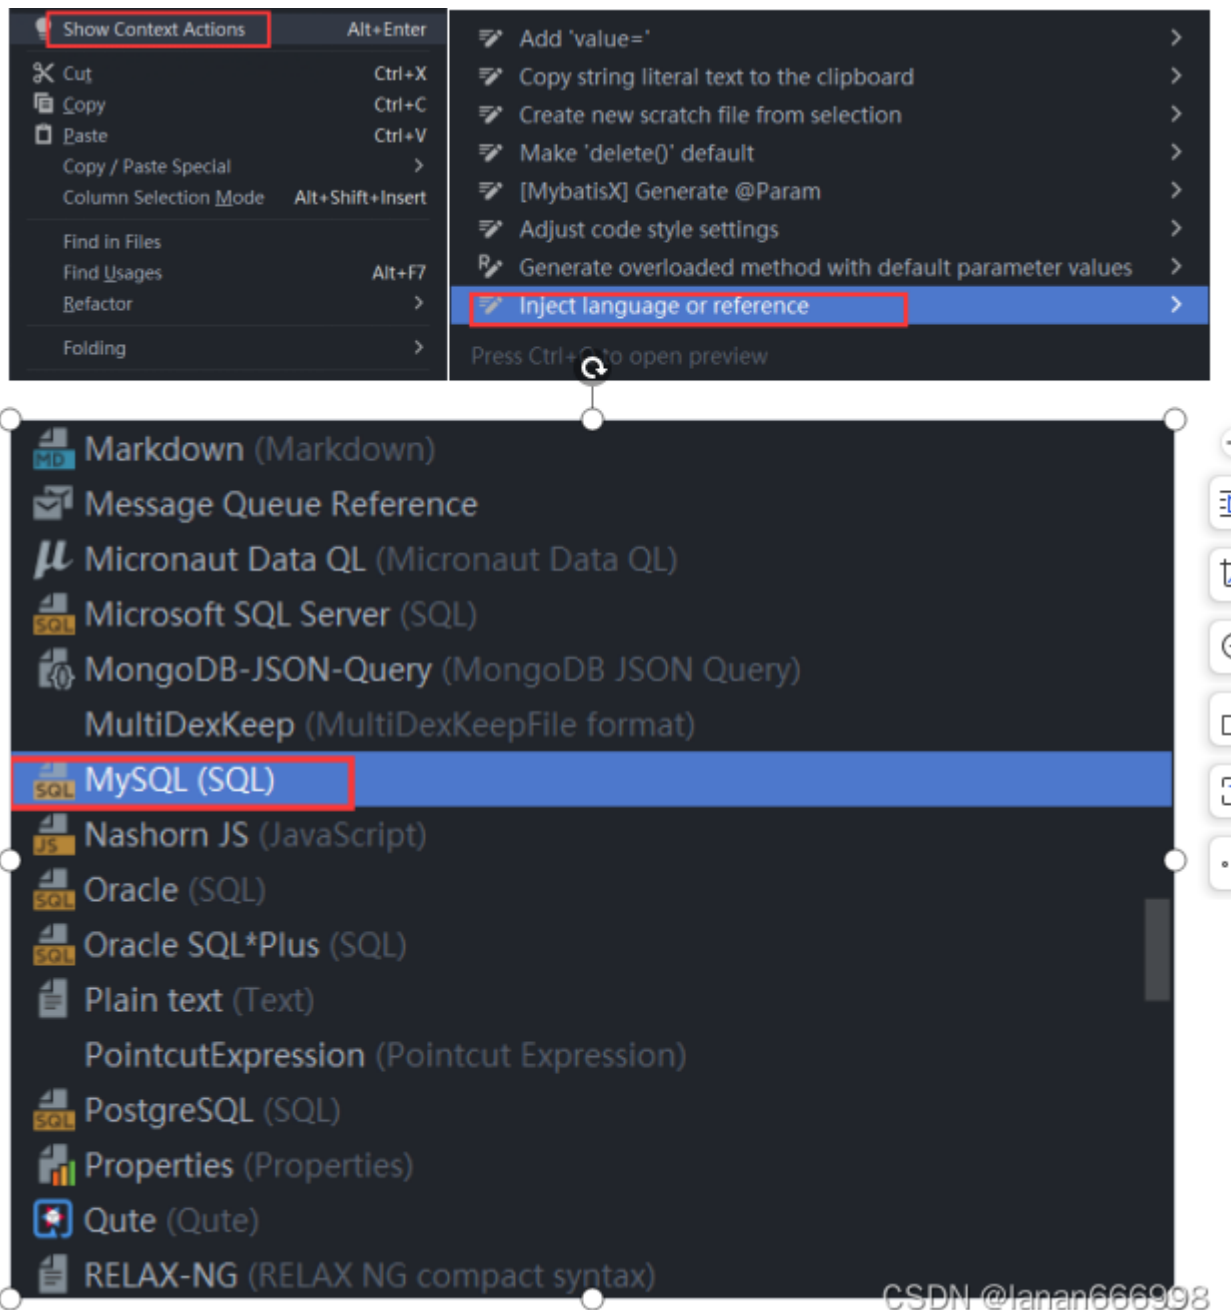 Show Context Actions Alt+Enter
Cut Ctrl+X
Copy Ctrl+C
Paste Ctrl+V
Copy / Paste Special
Column Selection Mode Alt+Shift+Insert
Find in Files
Find Usages Alt+F7
Refactor
Folding
Add 'value='
Copy string literal text to the clipboard
Create new scratch file from selection
Make 'delete()' default
[MybatisX] Generate @Param
Adjust code style settings
Generate overloaded method with default parameter values
Inject language or reference
Press Ctrl+ to open preview
Markdown (Markdown)
Message Queue Reference
Micronaut Data QL (Micronaut Data QL)
Microsoft SQL Server (SQL)
MongoDB-JSON-Query (MongoDB JSON Query)
MultiDexKeep (MultiDexKeepFile format)
MySQL (SQL)
Nashorn JS (JavaScript)
Oracle (SQL)
Oracle SQL*Plus (SQL)
Plain text (Text)
PointcutExpression (Pointcut Expression)
PostgreSQL (SQL)
Properties (Properties)
Qute (Qute)
RELAX-NG (RELAX NG compact syntax)
CSDN @lanan666998